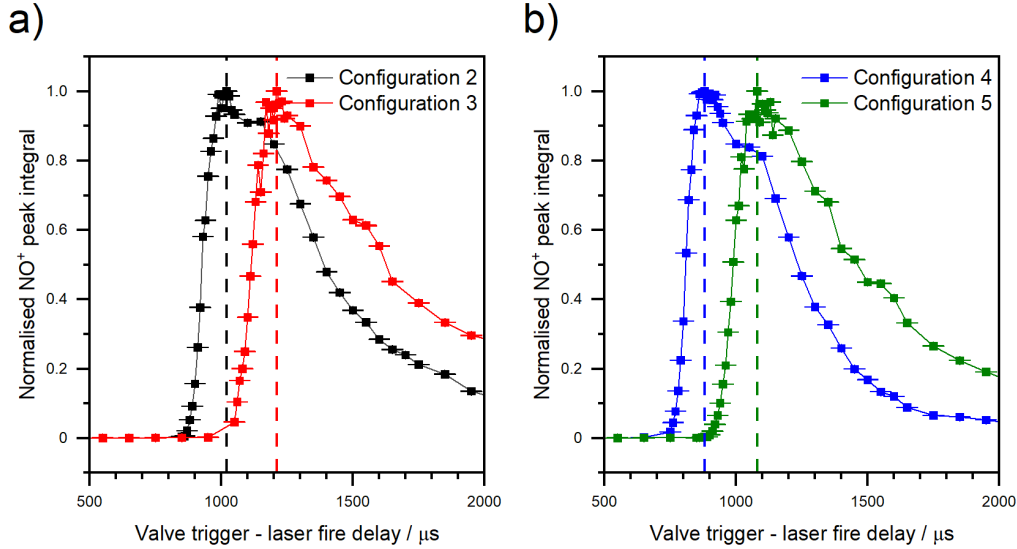 a)
Configuration 2
Configuration 3
1.0
0.8
0.6
0.4
0.2
0
500
1000
1500
2000
Normalised NO⁺ peak integral
Valve trigger - laser fire delay / μs
b)
Configuration 4
Configuration 5
1.0
0.8
0.6
0.4
0.2
0
500
1000
1500
2000
Normalised NO⁺ peak integral
Valve trigger - laser fire delay / μs